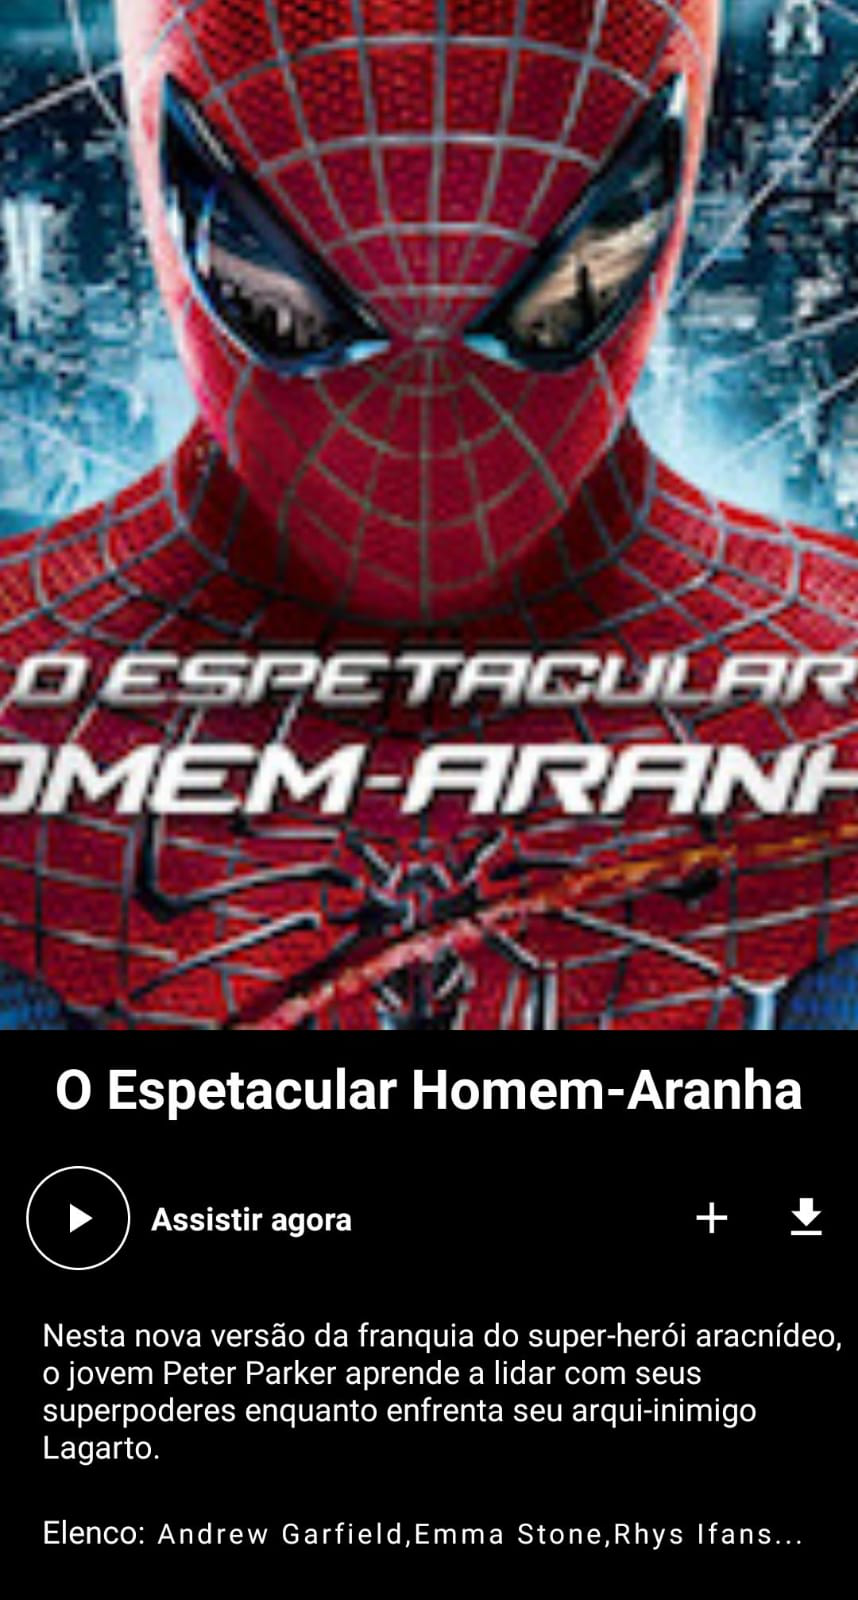 O ESPETACULAR
OMEM-ARANH
O Espetacular Homem-Aranha
Assistir agora
Nesta nova versão da franquia do super-herói aracnídeo,
o jovem Peter Parker aprende a lidar com seus
superpoderes enquanto enfrenta seu arqui-inimigo
Lagarto.
Elenco: Andrew Garfield,Emma Stone,Rhys Ifans...